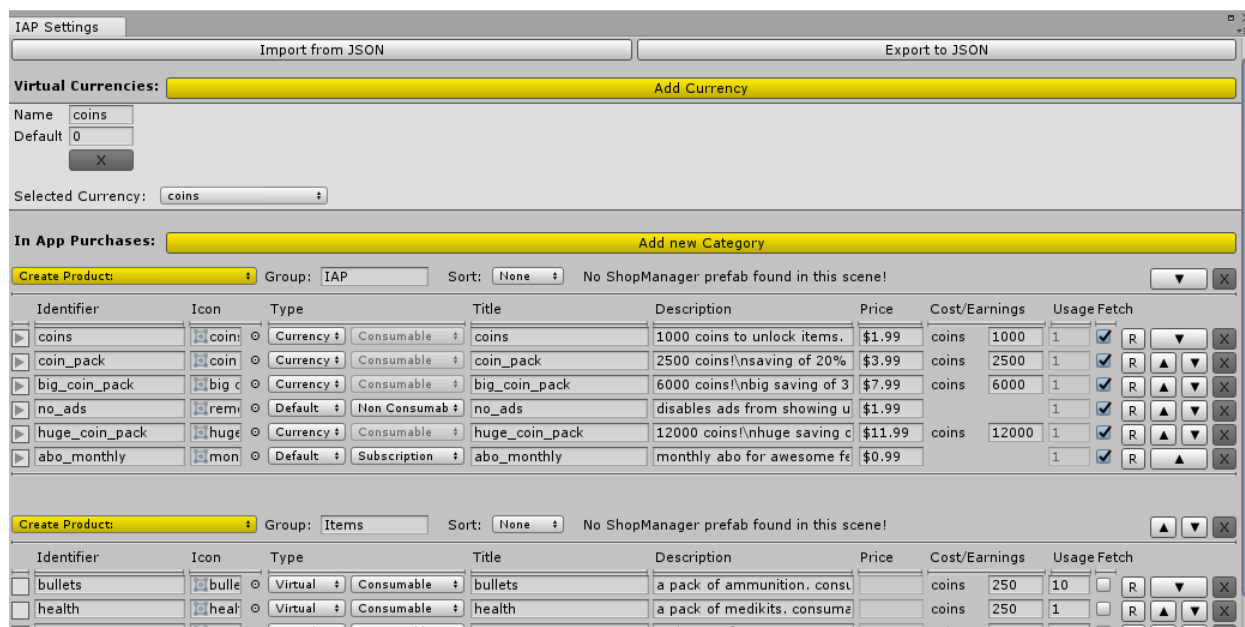 IAP Settings
Import from JSON Export to JSON
Virtual Currencies: Add Currency
Name coins
Default 0
X
Selected Currency: coins
In App Purchases: Add new Category
Create Product: Group: IAP Sort: None No ShopManager prefab found in this scene! ▼ X
Identifier Icon Type Title Description Price Cost/Earnings Usage Fetch
coins coin Currency Consumable coins 1000 coins to unlock items. $1.99 coins 1000 1 R ▼ X
coin_pack coin Currency Consumable coin_pack 2500 coins!\nsaving of 20% $3.99 coins 2500 1 R ▲ ▼ X
big_coin_pack big Currency Consumable big_coin_pack 6000 coins!\nbig saving of 3 $7.99 coins 6000 1 R ▲ ▼ X
no_ads rem Default Non Consumab no_ads disables ads from showing u $1.99 1 R ▲ ▼ X
huge_coin_pack huge Currency Consumable huge_coin_pack 12000 coins!\nhuge saving $11.99 coins 12000 1 R ▲ ▼ X
abo_monthly mon Default Subscription abo_monthly monthly abo for awesome fe $0.99 1 R ▲ X
Create Product: Group: Items Sort: None No ShopManager prefab found in this scene! ▲ ▼ X
Identifier Icon Type Title Description Price Cost/Earnings Usage Fetch
bullets bulle Virtual Consumable bullets a pack of ammunition. consu coins 250 10 R ▼ X
health heal Virtual Consumable health a pack of medikits. consuma coins 250 1 R ▲ ▼ X